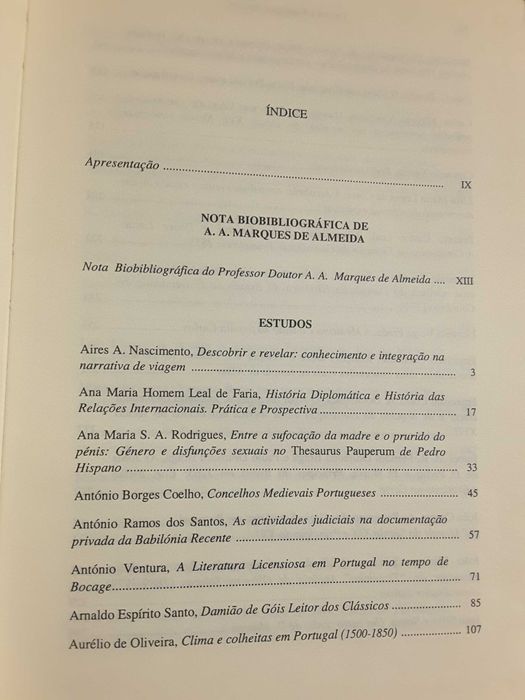 ÍNDICE
Apresentação ........ IX
NOTA BIOBIBLIOGRÁFICA DE
A. A. MARQUES DE ALMEIDA
Nota Biobibliográfica do Professor Doutor A. A. Marques de Almeida .... XIII
ESTUDOS
Aires A. Nascimento, Descobrir e revelar: conhecimento e integração na
narrativa de viagem ........ 3
Ana Maria Homem Leal de Faria, História Diplomática e História das
Relações Internacionais. Prática e Prospectiva ........ 17
Ana Maria S. A. Rodrigues, Entre a sufocação da madre e o prurido do
pénis: Género e disfunções sexuais no Thesaurus Pauperum de Pedro
Hispano ........ 33
António Borges Coelho, Concelhos Medievais Portugueses ........ 45
António Ramos dos Santos, As actividades judiciais na documentação
privada da Babilónia Recente ........ 57
António Ventura, A Literatura Licensiosa em Portugal no tempo de
Bocage ........ 71
Arnaldo Espírito Santo, Damião de Góis Leitor dos Clássicos ........ 85
Aurélio de Oliveira, Clima e colheitas em Portugal (1500-1850) ........ 107